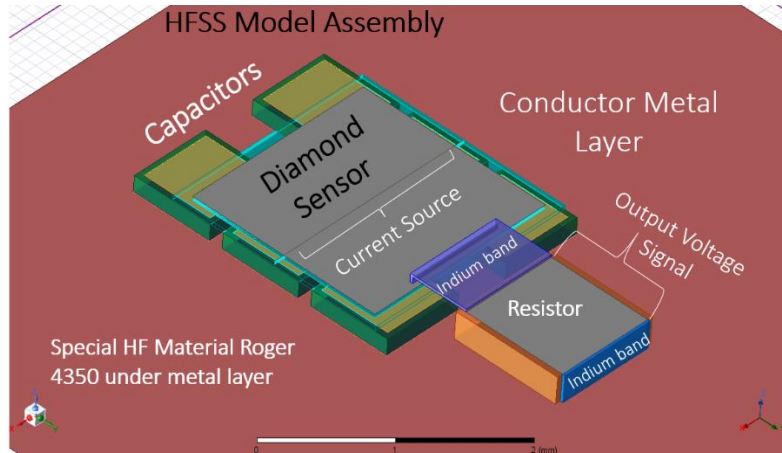 HFSS Model Assembly
Capacitors
Diamond
Sensor
Current Source
Conductor Metal
Layer
Output Voltage
Signal
Indium band
Resistor
Indium band
Special HF Material Roger
4350 under metal layer
0
1
2 (mm)